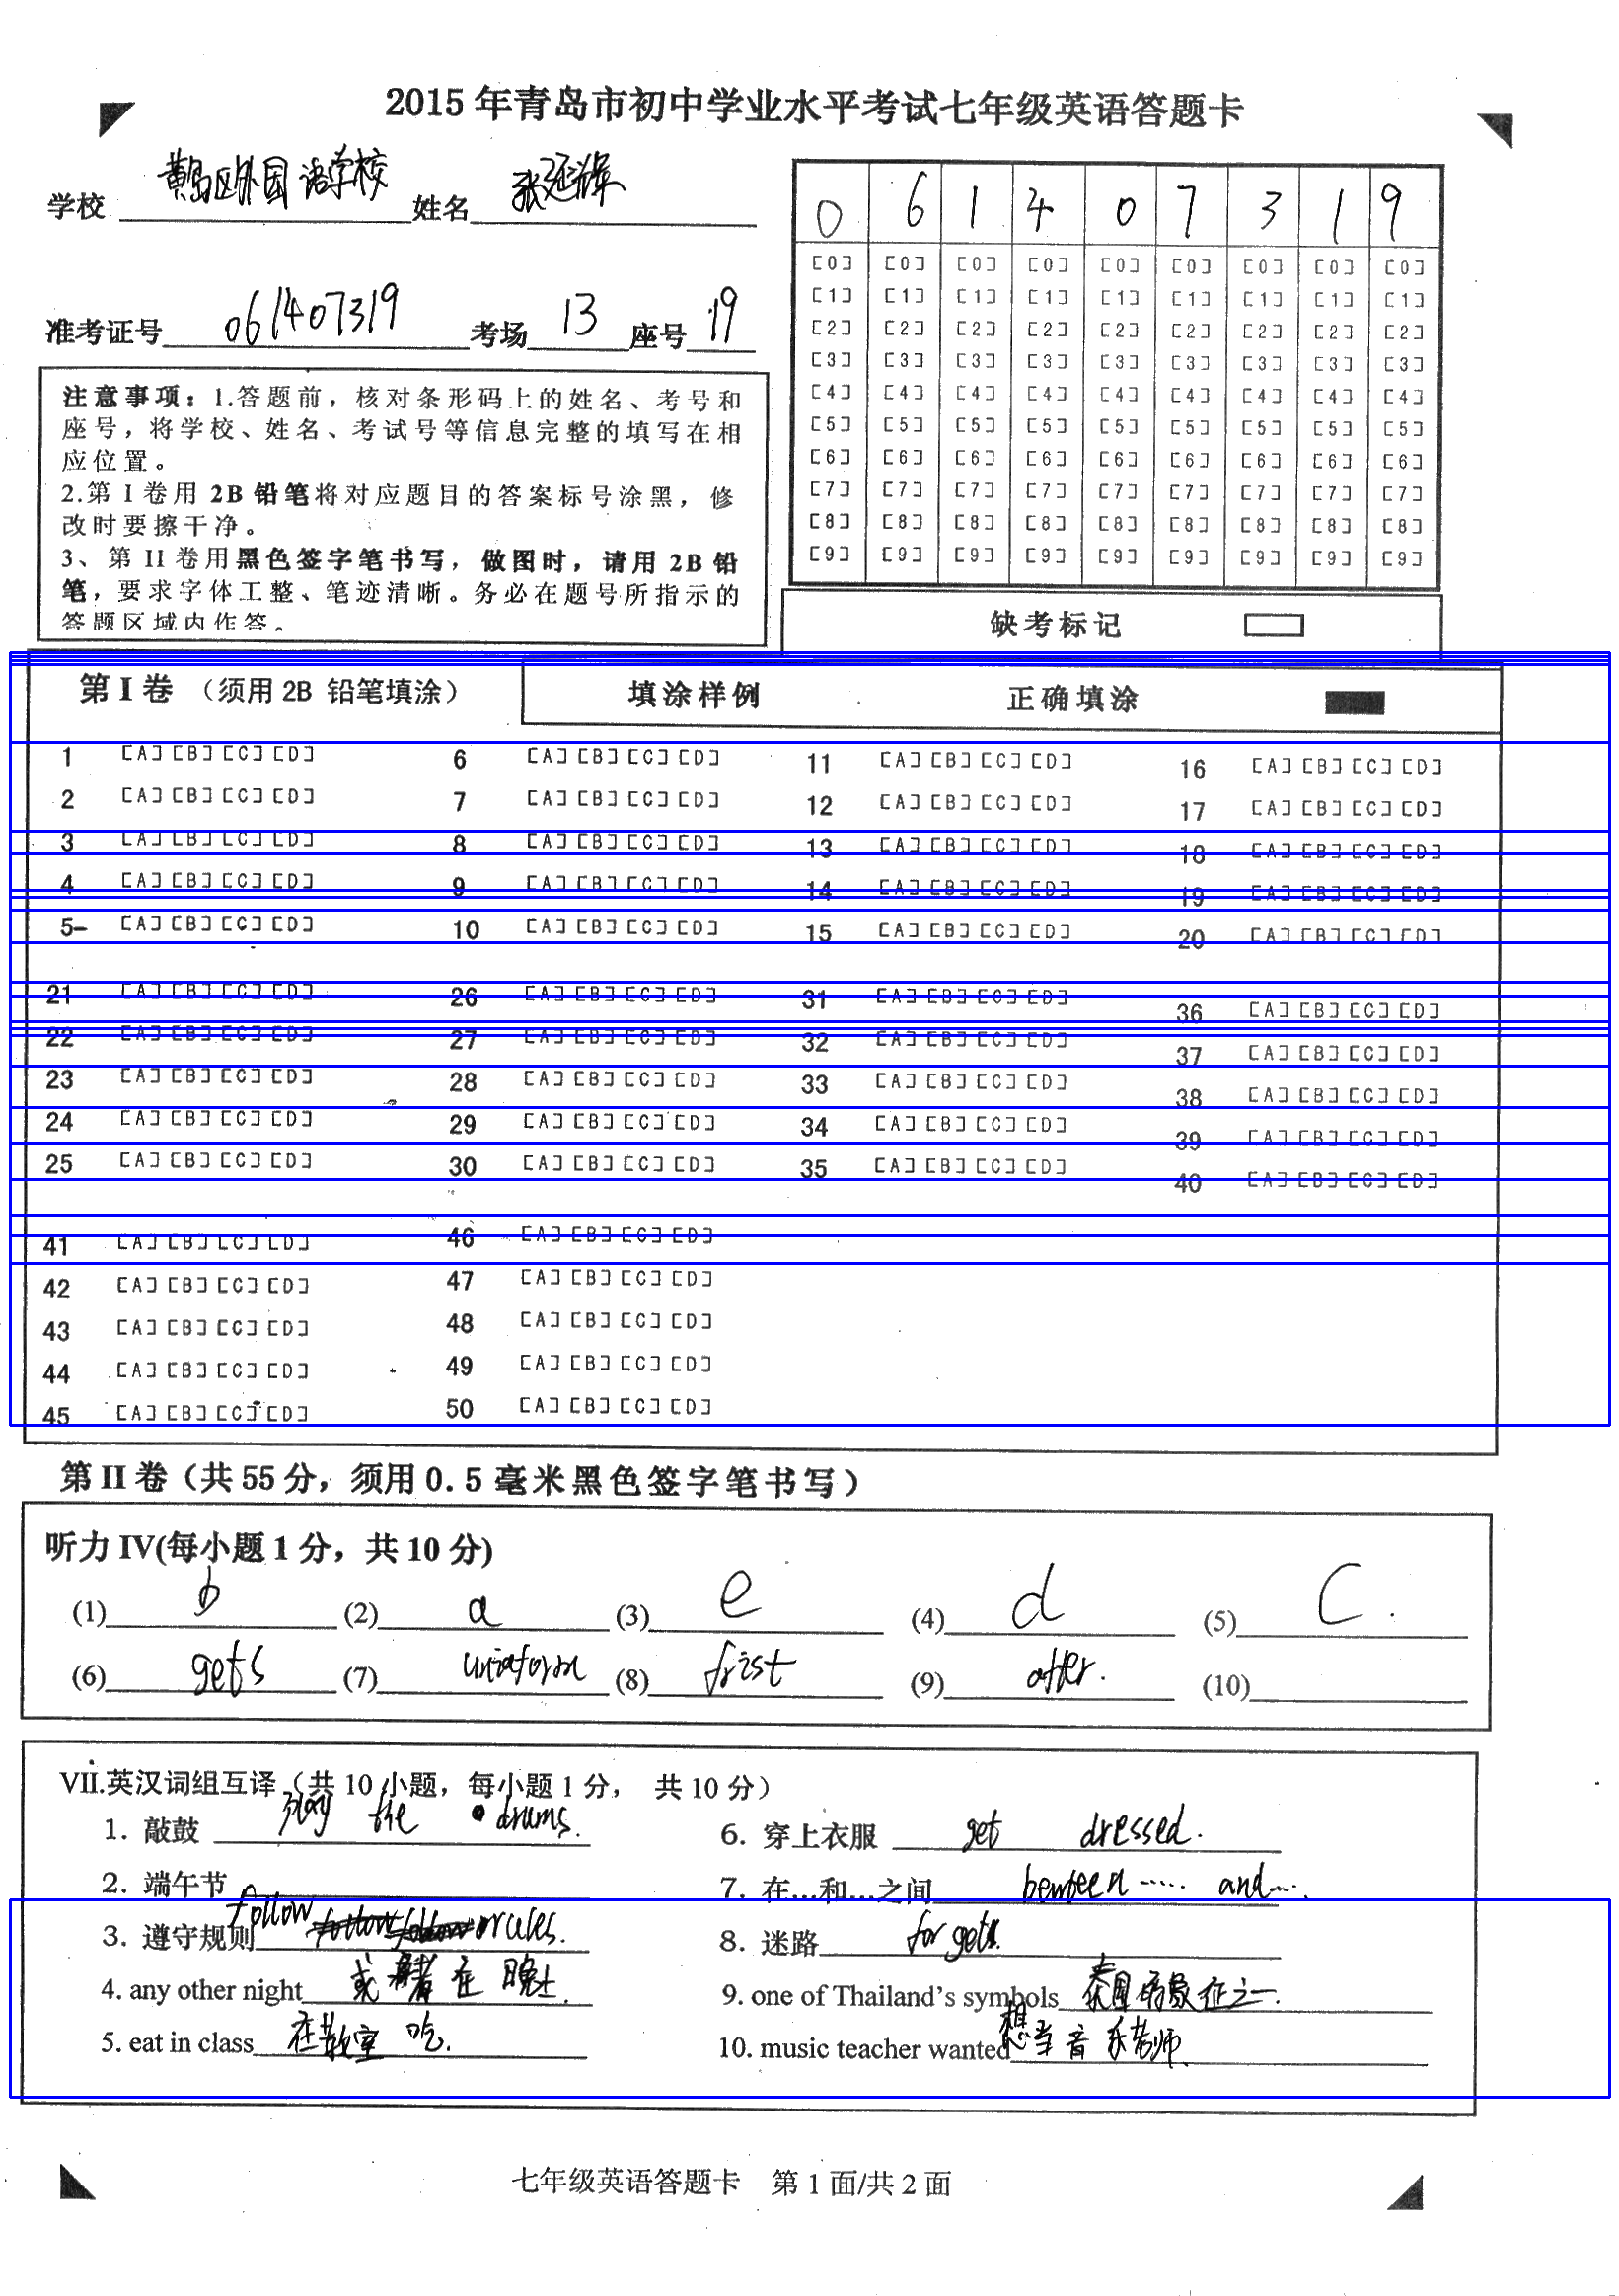 2015 年青岛市初中学业水平考试七年级英语答题卡
学校 黄岛区外国语学校 姓名 张延辉
0 6 1 4 0 7 3 1 9
[0] [0] [0] [0] [0] [0] [0] [0] [0]
[1] [1] [1] [1] [1] [1] [1] [1] [1]
[2] [2] [2] [2] [2] [2] [2] [2] [2]
[3] [3] [3] [3] [3] [3] [3] [3] [3]
[4] [4] [4] [4] [4] [4] [4] [4] [4]
[5] [5] [5] [5] [5] [5] [5] [5] [5]
[6] [6] [6] [6] [6] [6] [6] [6] [6]
[7] [7] [7] [7] [7] [7] [7] [7] [7]
[8] [8] [8] [8] [8] [8] [8] [8] [8]
[9] [9] [9] [9] [9] [9] [9] [9] [9]
准考证号 061407319 考场 13 座号 19
注意事项：1.答题前，核对条形码上的姓名、考号和
座号，将学校、姓名、考试号等信息完整的填写在相
应位置。
2.第 I 卷用 2B 铅笔将对应题目的答案标号涂黑，修
改时要擦干净。
3、第 II 卷用黑色签字笔书写，做图时，请用 2B 铅
笔，要求字体工整、笔迹清晰。务必在题号所指示的
答题区域内作答。
缺考标记
第 I 卷 （须用 2B 铅笔填涂） 填涂样例 正确填涂
1 [A] [B] [C] [D] 6 [A] [B] [C] [D] 11 [A] [B] [C] [D] 16 [A] [B] [C] [D]
2 [A] [B] [C] [D] 7 [A] [B] [C] [D] 12 [A] [B] [C] [D] 17 [A] [B] [C] [D]
3 [A] [B] [C] [D] 8 [A] [B] [C] [D] 13 [A] [B] [C] [D] 18 [A] [B] [C] [D]
4 [A] [B] [C] [D] 9 [A] [B] [C] [D] 14 [A] [B] [C] [D] 19 [A] [B] [C] [D]
5- [A] [B] [C] [D] 10 [A] [B] [C] [D] 15 [A] [B] [C] [D] 20 [A] [B] [C] [D]
21 [A] [B] [C] [D] 26 [A] [B] [C] [D] 31 [A] [B] [C] [D] 36 [A] [B] [C] [D]
22 [A] [B] [C] [D] 27 [A] [B] [C] [D] 32 [A] [B] [C] [D] 37 [A] [B] [C] [D]
23 [A] [B] [C] [D] 28 [A] [B] [C] [D] 33 [A] [B] [C] [D] 38 [A] [B] [C] [D]
24 [A] [B] [C] [D] 29 [A] [B] [C] [D] 34 [A] [B] [C] [D] 39 [A] [B] [C] [D]
25 [A] [B] [C] [D] 30 [A] [B] [C] [D] 35 [A] [B] [C] [D] 40 [A] [B] [C] [D]
41 [A] [B] [C] [D] 46 [A] [B] [C] [D]
42 [A] [B] [C] [D] 47 [A] [B] [C] [D]
43 [A] [B] [C] [D] 48 [A] [B] [C] [D]
44 [A] [B] [C] [D] 49 [A] [B] [C] [D]
45 [A] [B] [C] [D] 50 [A] [B] [C] [D]
第 II 卷（共 55 分，须用 0.5 毫米黑色签字笔书写）
听力 IV(每小题 1 分，共 10 分)
(1) b (2) a (3) e (4) d (5) C .
(6) gets (7) uniaform (8) frist (9) after. (10)
VII.英汉词组互译（共 10 小题，每小题 1 分， 共 10 分）
1. 敲鼓 play the drums. 6. 穿上衣服 get dressed.
2. 端午节 7. 在...和...之间 bewteen ..... and....
3. 遵守规则 follow rules. 8. 迷路 for get
4. any other night 或者在晚上. 9. one of Thailand's symbols 泰国的象征之一.
5. eat in class 在教室吃. 10. music teacher wanted 想当音乐老师.
七年级英语答题卡 第 1 面/共 2 面